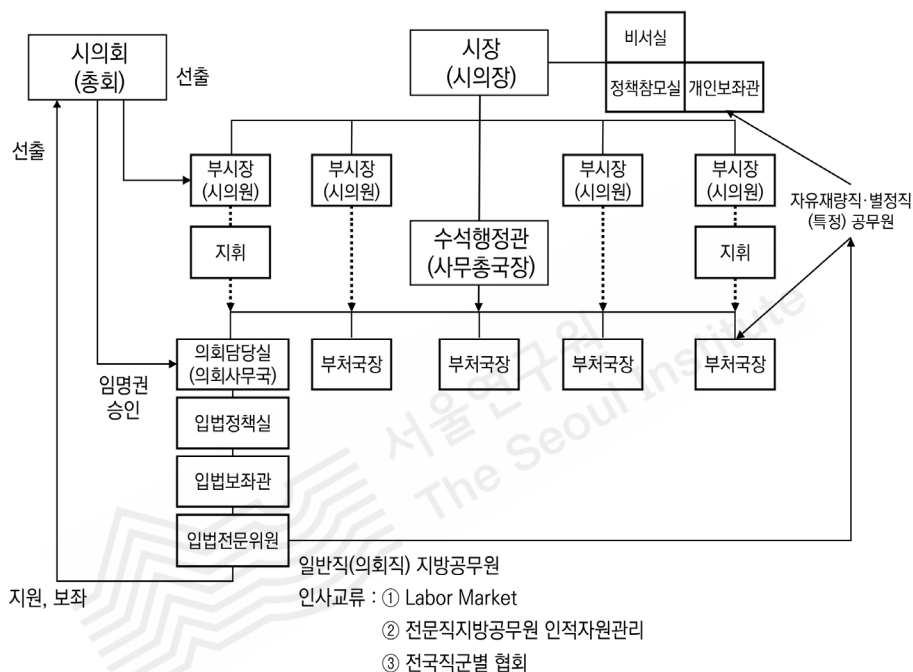 시의회
(총회)
선출
시장
(시의장)
비서실
정책참모실
개인보좌관
선출
부시장
(시의원)
부시장
(시의원)
부시장
(시의원)
부시장
(시의원)
자유재량직·별정직
(특정) 공무원
지휘
수석행정관
(사무총국장)
지휘
의회담당실
(의회사무국)
부처국장
부처국장
부처국장
부처국장
임명권
승인
입법정책실
입법보좌관
입법전문위원
서울연구원
The Seoul Institute
지원, 보좌
일반직(의회직) 지방공무원
인사교류 : ① Labor Market
② 전문직지방공무원 인적자원관리
③ 전국직군별 협회